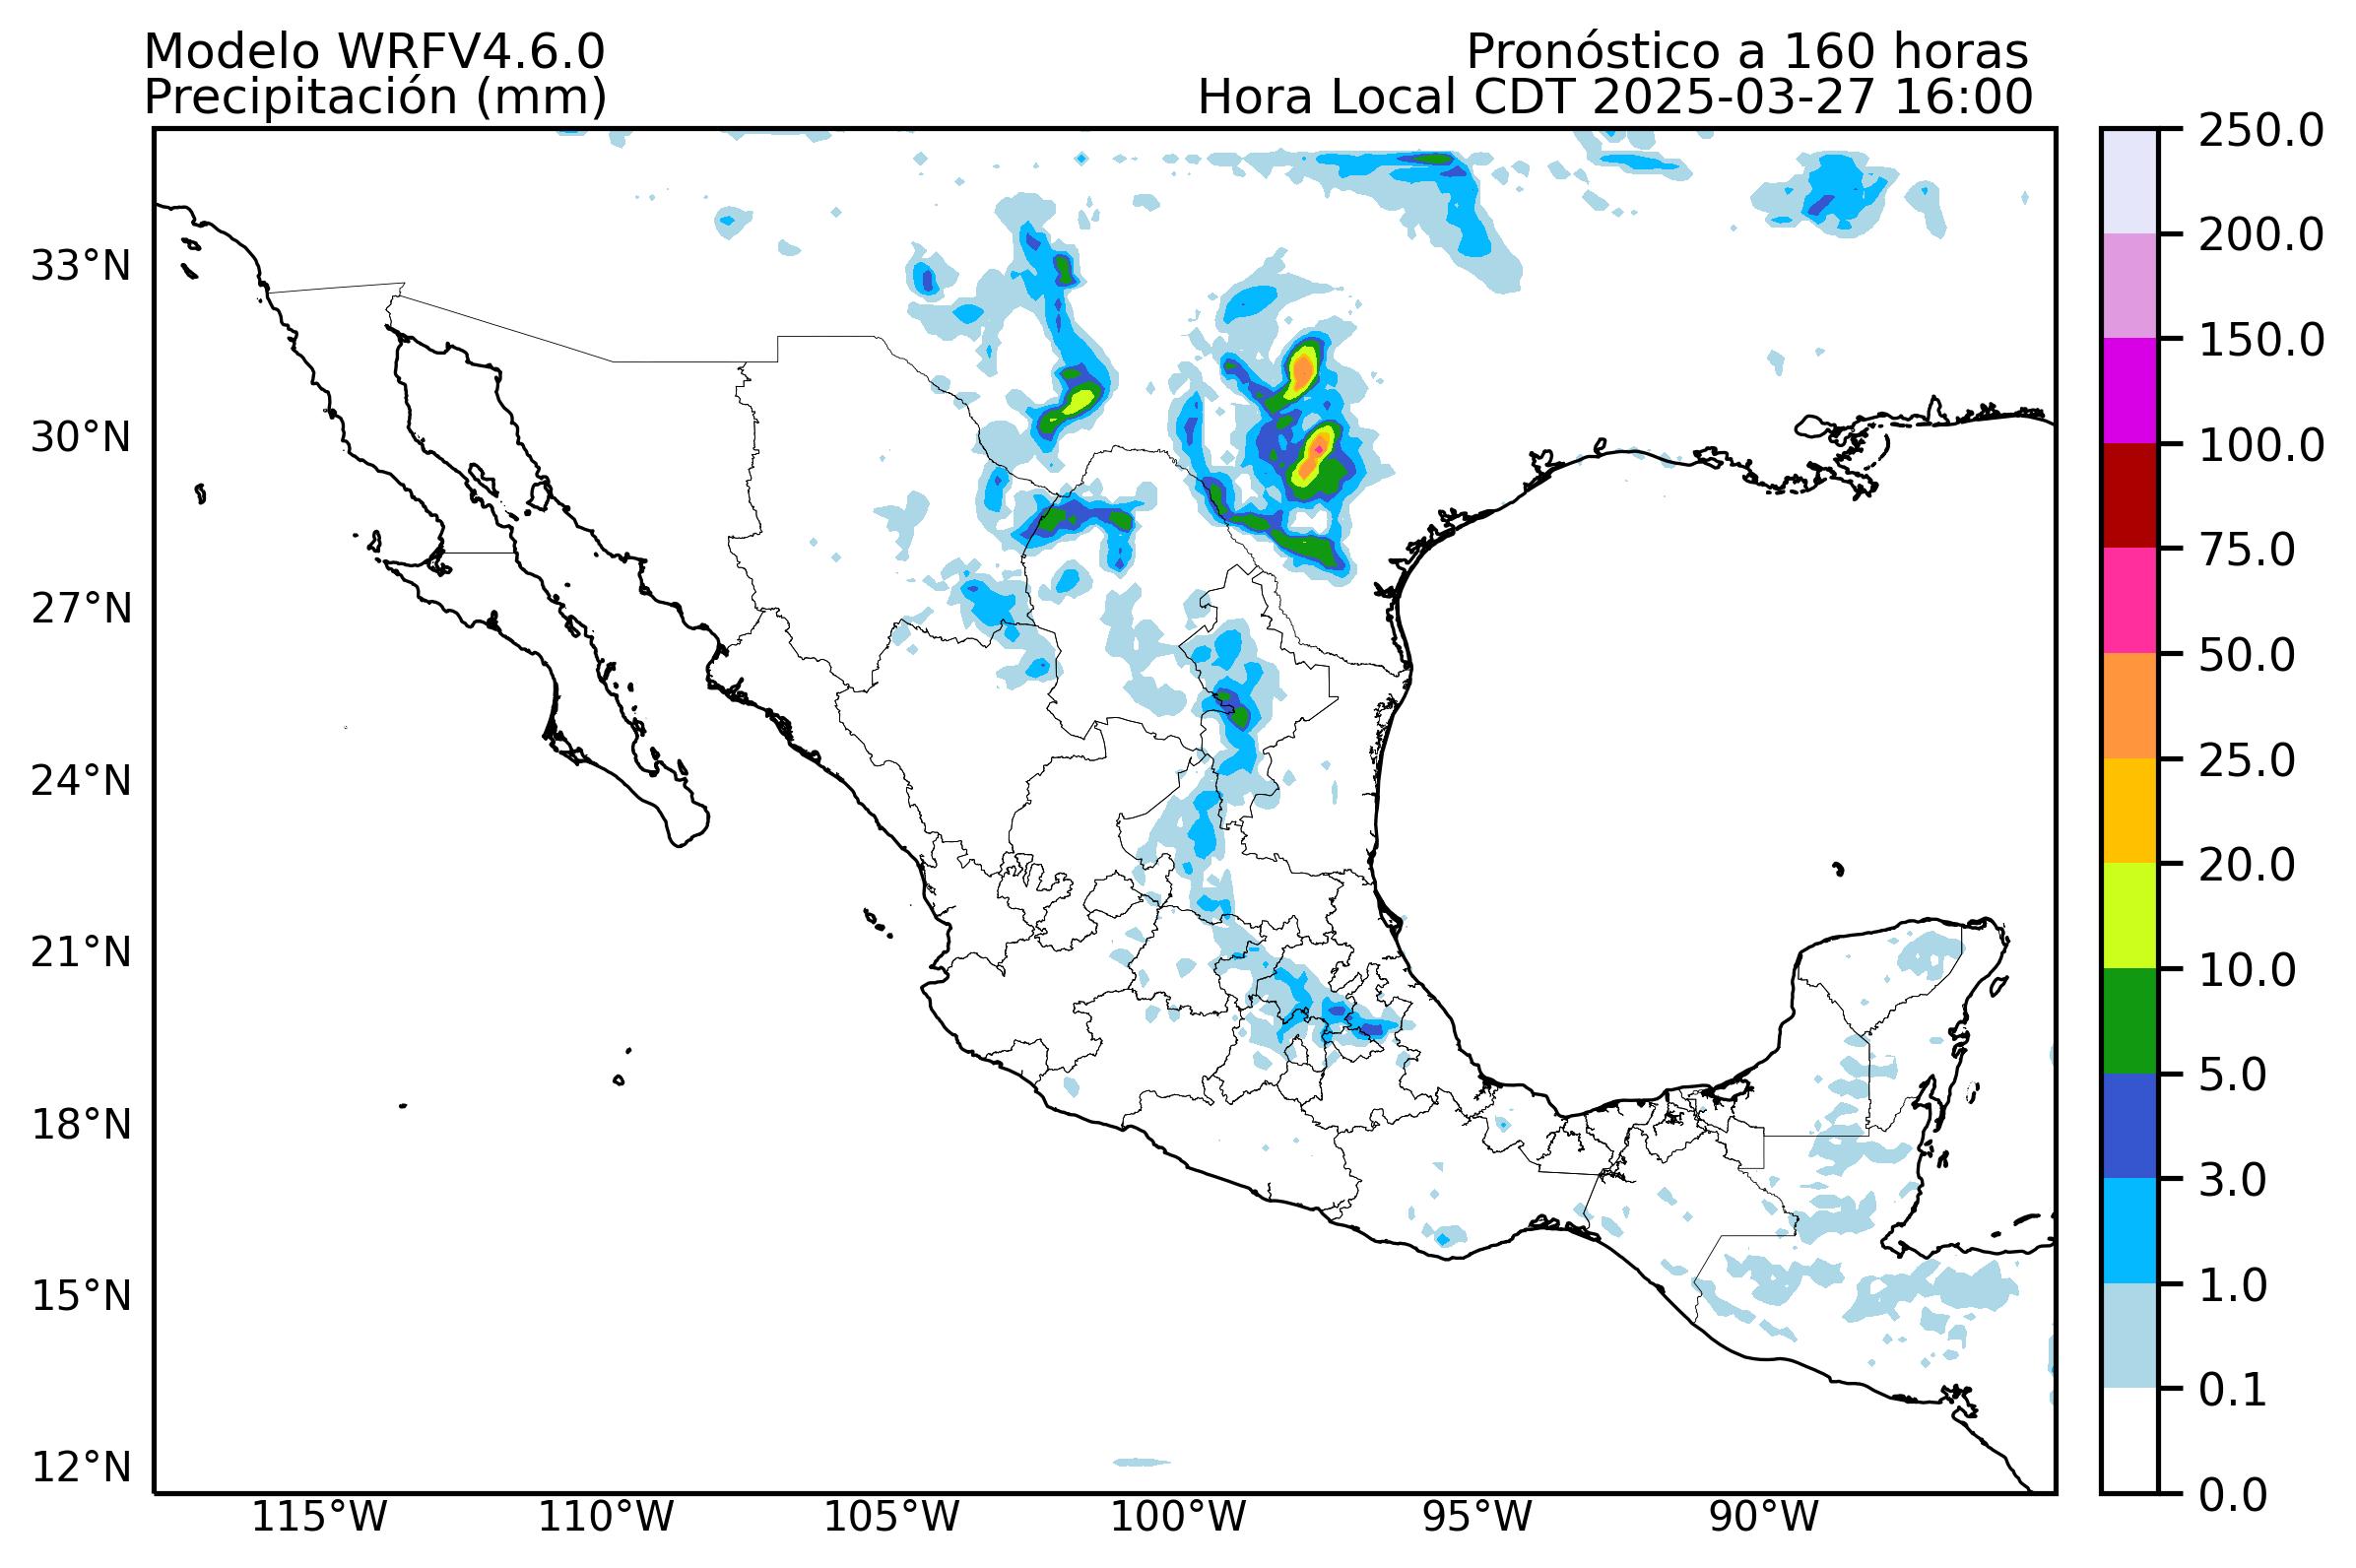 Modelo WRFV4.6.0
Pronóstico a 160 horas
Precipitación (mm)
Hora Local CDT 2025-03-27 16:00
33°N
30°N
27°N
24°N
21°N
18°N
15°N
12°N
115°W
110°W
105°W
100°W
95°W
90°W
250.0
200.0
150.0
100.0
75.0
50.0
25.0
20.0
10.0
5.0
3.0
1.0
0.1
0.0